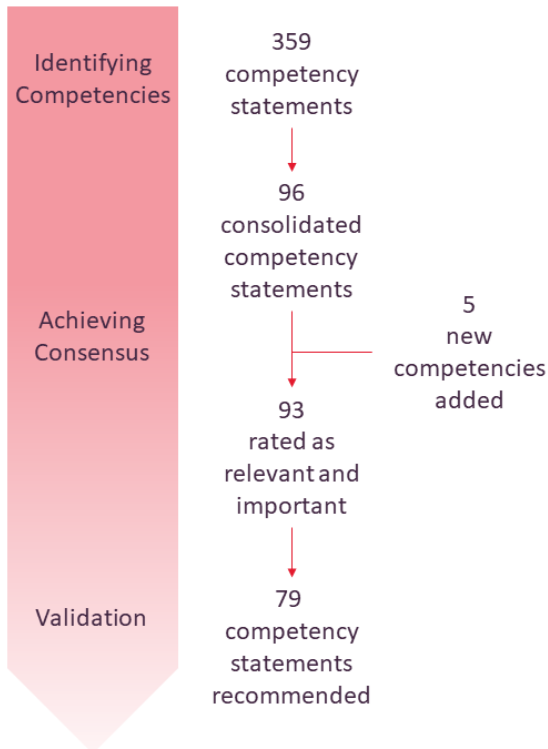 Identifying
Competencies
359
competency
statements
96
consolidated
competency
statements
Achieving
Consensus
5
new
competencies
added
93
rated as
relevant and
important
Validation
79
competency
statements
recommended